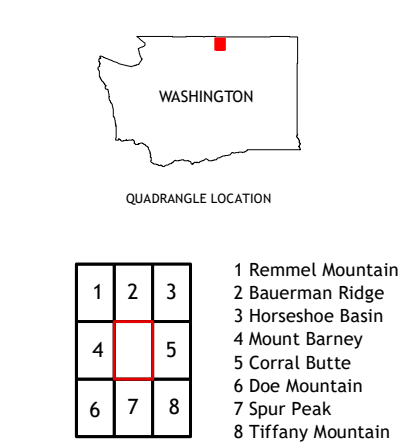 WASHINGTON
QUADRANGLE LOCATION
1 2 3
4 5
6 7 8
1 Remmel Mountain
2 Bauerman Ridge
3 Horseshoe Basin
4 Mount Barney
5 Corral Butte
6 Doe Mountain
7 Spur Peak
8 Tiffany Mountain